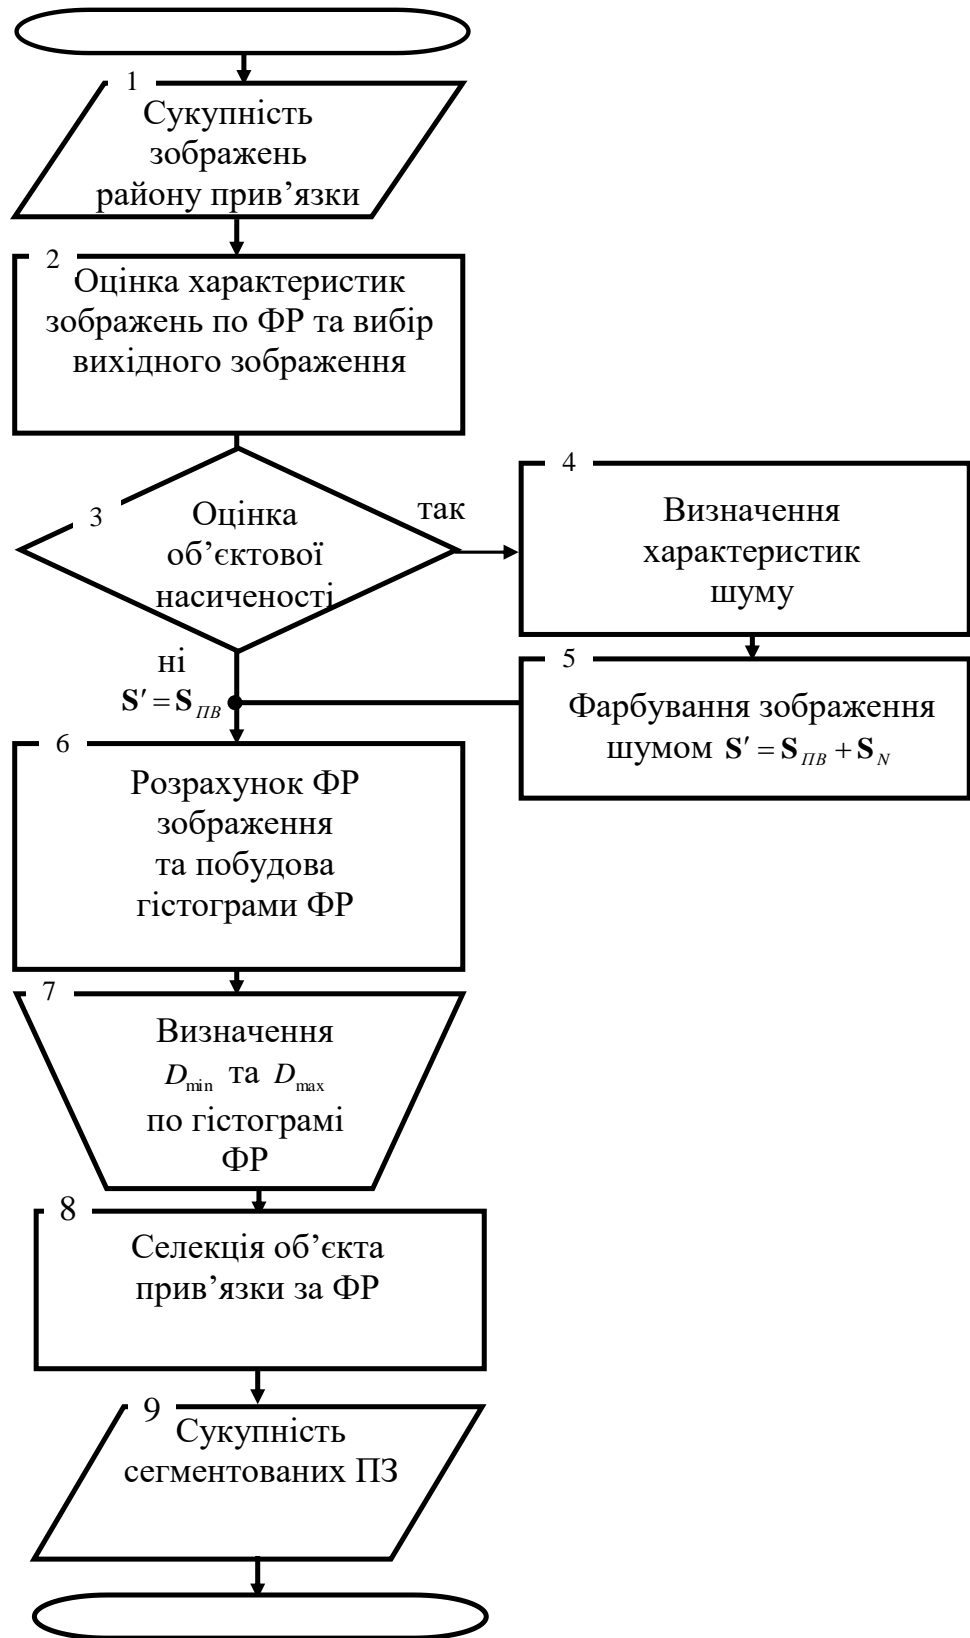 1
Сукупність
зображень
району прив’язки
2
Оцінка характеристик
зображень по ФР та вибір
вихідного зображення
3
Оцінка
об’єктової
насиченості
так
4
Визначення
характеристик
шуму
ні
S′ = S_ПВ
5
Фарбування зображення
шумом S′ = S_ПВ + S_N
6
Розрахунок ФР
зображення
та побудова
гістограми ФР
7
Визначення
D_min та D_max
по гістограмі
ФР
8
Селекція об’єкта
прив’язки за ФР
9
Сукупність
сегментованих ПЗ